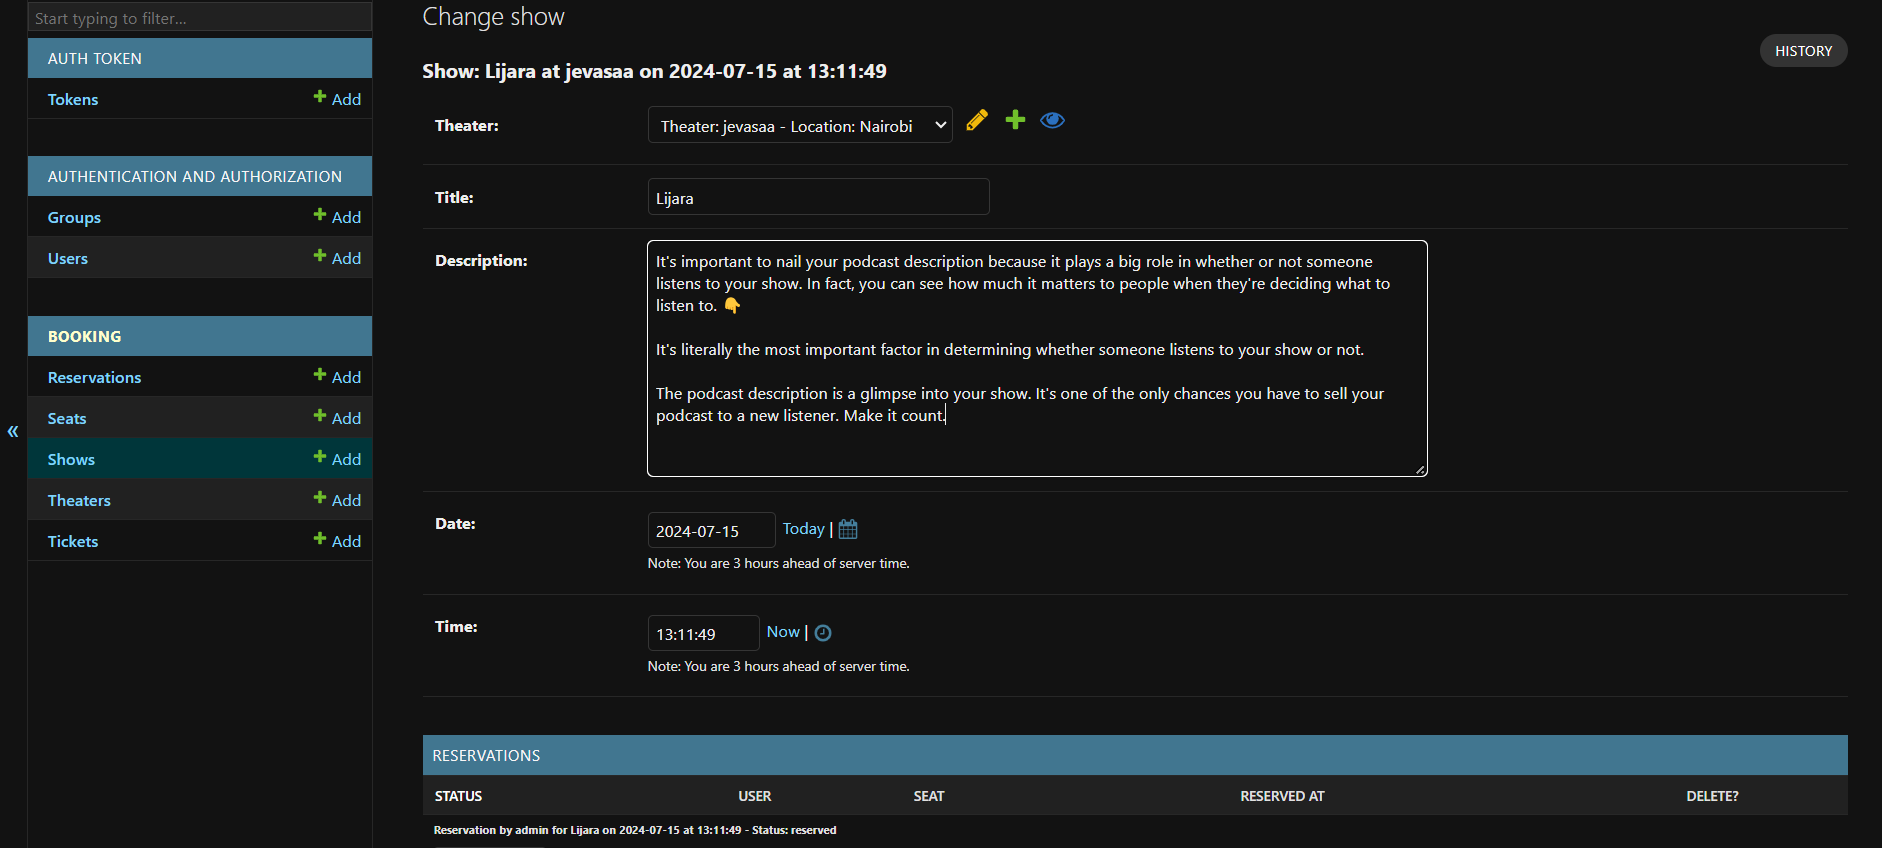 Start typing to filter...
AUTH TOKEN
Tokens
Add
AUTHENTICATION AND AUTHORIZATION
Groups
Add
Users
Add
BOOKING
Reservations
Add
Seats
Add
Shows
Add
Theaters
Add
Tickets
Add
«
Change show
HISTORY
Show: Lijara at jevasaa on 2024-07-15 at 13:11:49
Theater:
Theater: jevasaa - Location: Nairobi
Title:
Lijara
Description:
It's important to nail your podcast description because it plays a big role in whether or not someone
listens to your show. In fact, you can see how much it matters to people when they're deciding what to
listen to. 👇
It's literally the most important factor in determining whether someone listens to your show or not.
The podcast description is a glimpse into your show. It's one of the only chances you have to sell your
podcast to a new listener. Make it count.
Date:
2024-07-15
Today |
Note: You are 3 hours ahead of server time.
Time:
13:11:49
Now |
Note: You are 3 hours ahead of server time.
RESERVATIONS
STATUS USER SEAT RESERVED AT DELETE?
Reservation by admin for Lijara on 2024-07-15 at 13:11:49 - Status: reserved